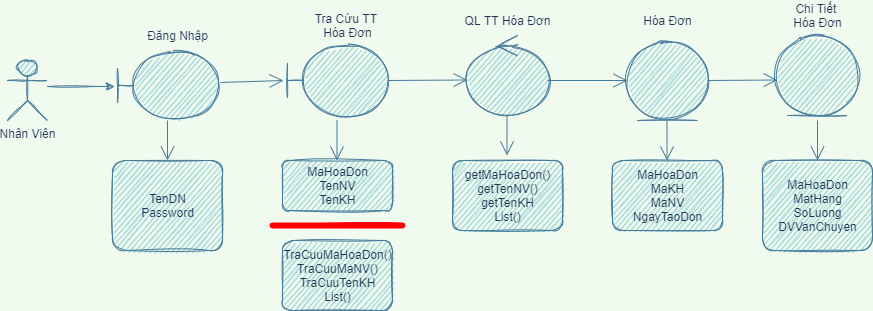 Đăng Nhập
Tra Cứu TT
Hóa Đơn
QL TT Hóa Đơn
Hóa Đơn
Chi Tiết
Hóa Đơn
Nhân Viên
TenDN
Password
MaHoaDon
TenNV
TenKH
TraCuuMaHoaDon()
TraCuuMaNV()
TraCuuTenKH
List()
getMaHoaDon()
getTenNV()
getTenKH
List()
MaHoaDon
MaKH
MaNV
NgayTaoDon
MaHoaDon
MatHang
SoLuong
DVVanChuyen